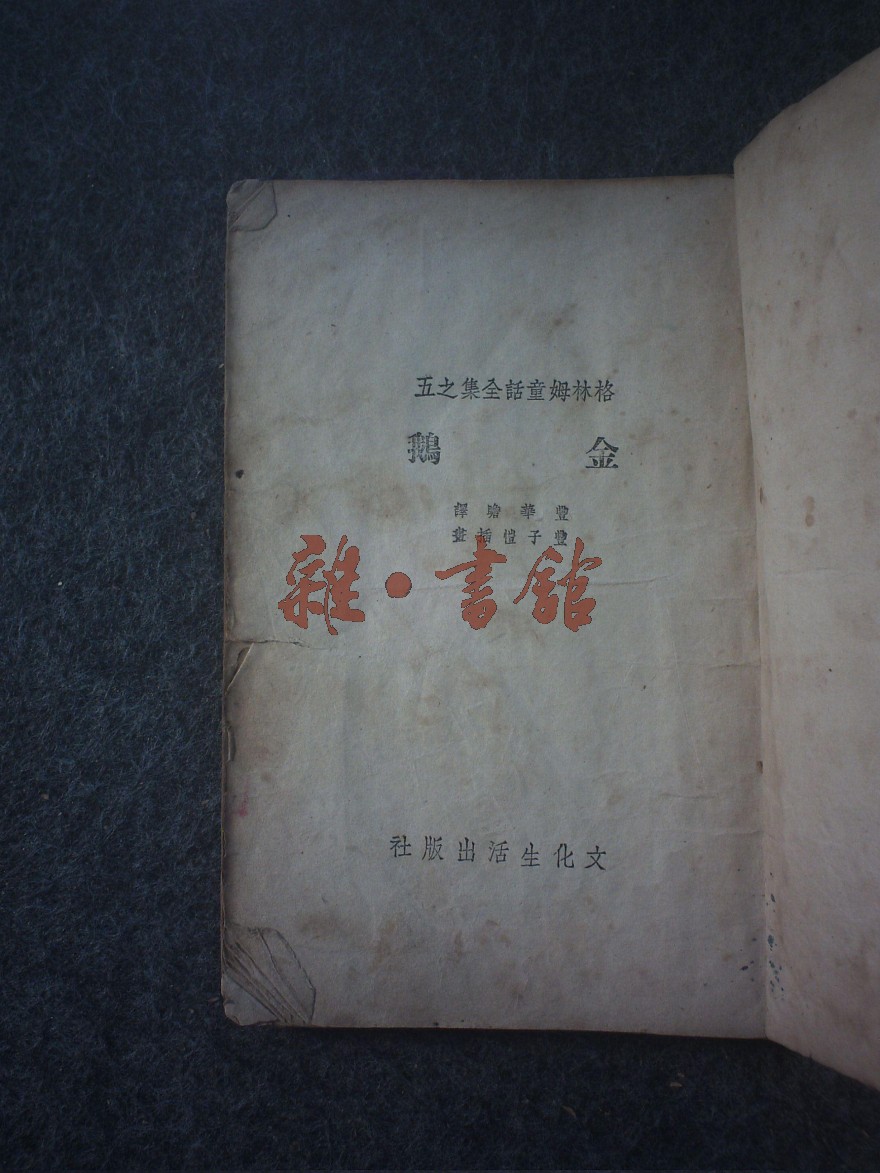 格林姆童話全集之五
金鵝
豐華瞻譯
豐子愷插畫
雜·書館
文化生活出版社